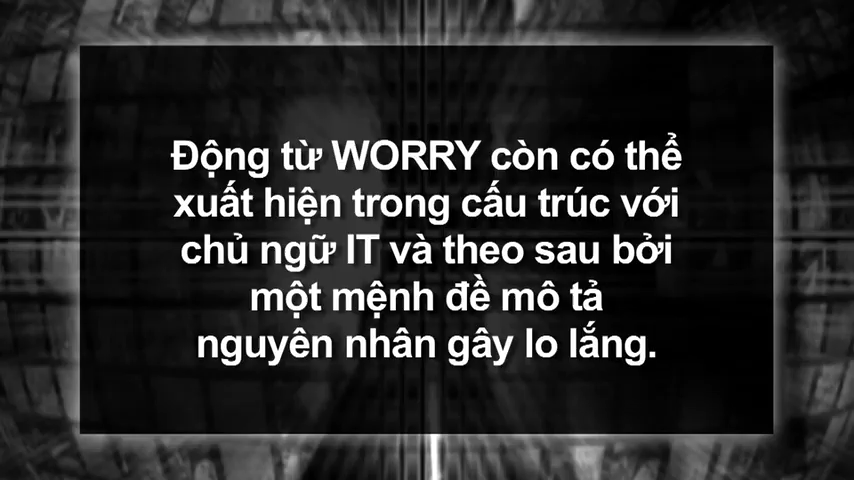 Động từ WORRY còn có thể
xuất hiện trong cấu trúc với
chủ ngữ IT và theo sau bởi
một mệnh đề mô tả
nguyên nhân gây lo lắng.